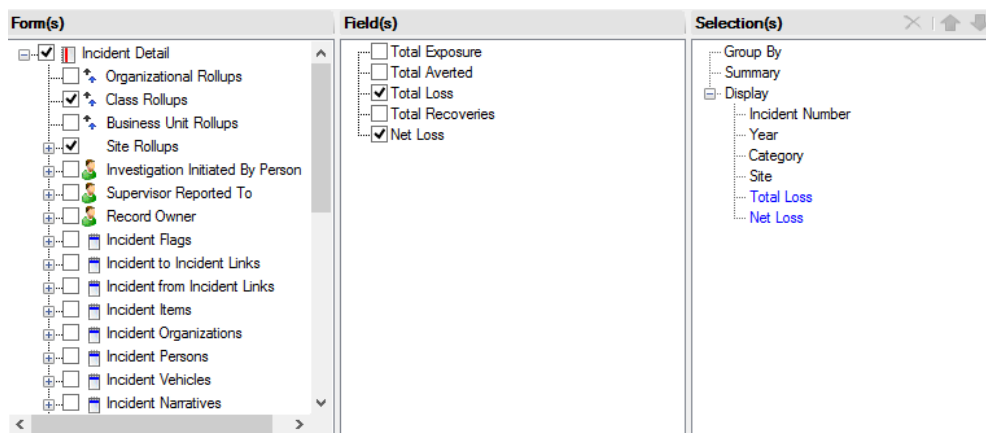 Form(s)
Incident Detail
Organizational Rollups
Class Rollups
Business Unit Rollups
Site Rollups
Investigation Initiated By Person
Supervisor Reported To
Record Owner
Incident Flags
Incident to Incident Links
Incident from Incident Links
Incident Items
Incident Organizations
Incident Persons
Incident Vehicles
Incident Narratives
Field(s)
Total Exposure
Total Averted
Total Loss
Total Recoveries
Net Loss
Selection(s)
Group By
Summary
Display
Incident Number
Year
Category
Site
Total Loss
Net Loss